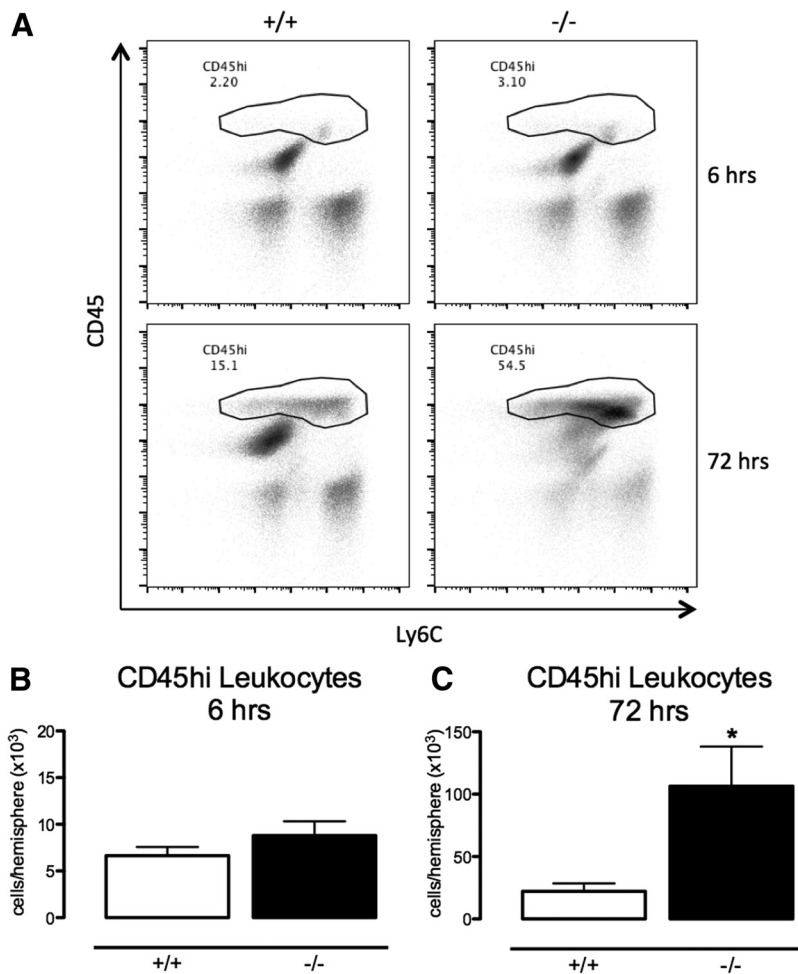 A
+/+
-/-
CD45hi
2.20
CD45hi
3.10
6 hrs
CD45hi
15.1
CD45hi
54.5
72 hrs
CD45
Ly6C
B
CD45hi Leukocytes
6 hrs
cells/hemisphere (x10³)
20
15
10
5
0
+/+
-/-
C
CD45hi Leukocytes
72 hrs
cells/hemisphere (x10³)
150
100
50
0
*
+/+
-/-